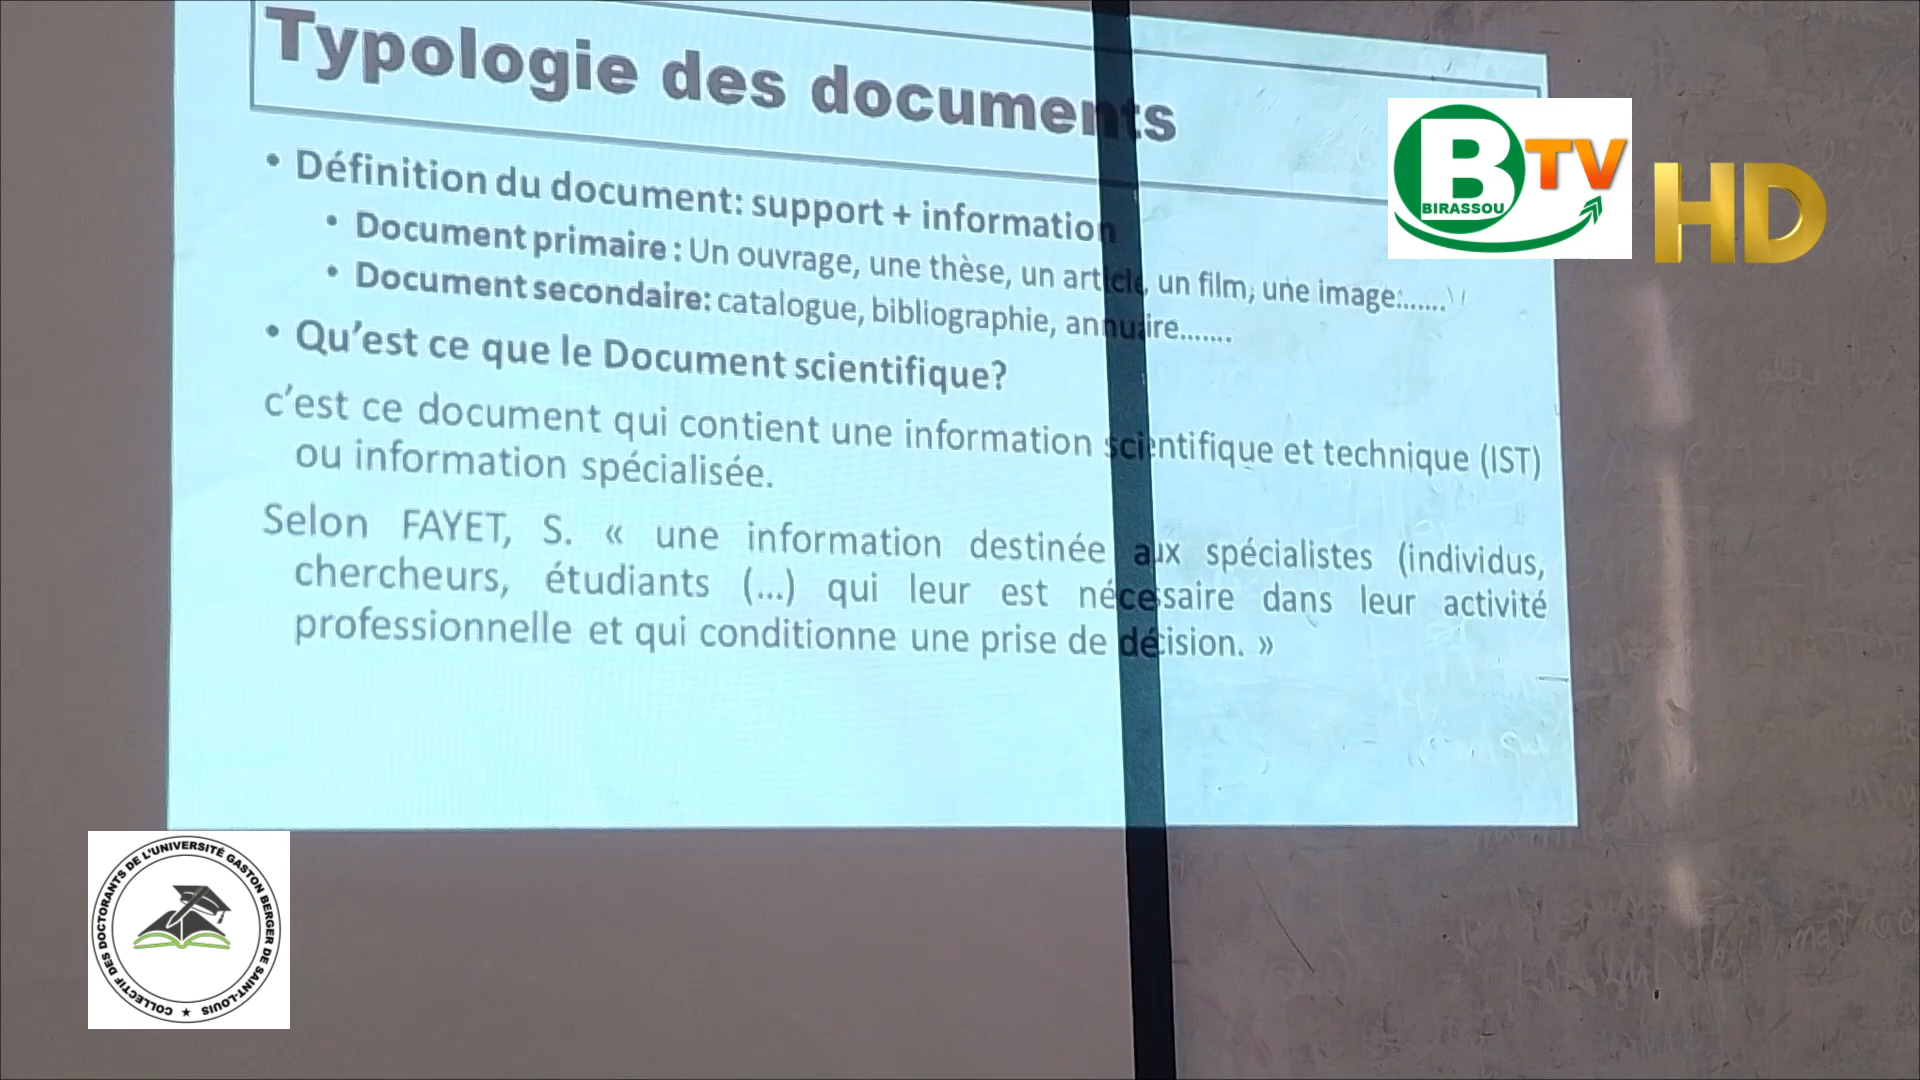 Typologie des documents
• Définition du document: support + information
• Document primaire : Un ouvrage, une thèse, un article, un film, une image:......
• Document secondaire: catalogue, bibliographie, annuaire.......
• Qu'est ce que le Document scientifique?
c'est ce document qui contient une information scientifique et technique (IST)
ou information spécialisée.
Selon FAYET, S. « une information destinée aux spécialistes (individus,
chercheurs, étudiants (...) qui leur est nécessaire dans leur activité
professionnelle et qui conditionne une prise de décision. »
B TV
BIRASSOU
HD
COLLECTIF DES DOCTORANTS DE L'UNIVERSITÉ GASTON BERGER DE SAINT-LOUIS ★